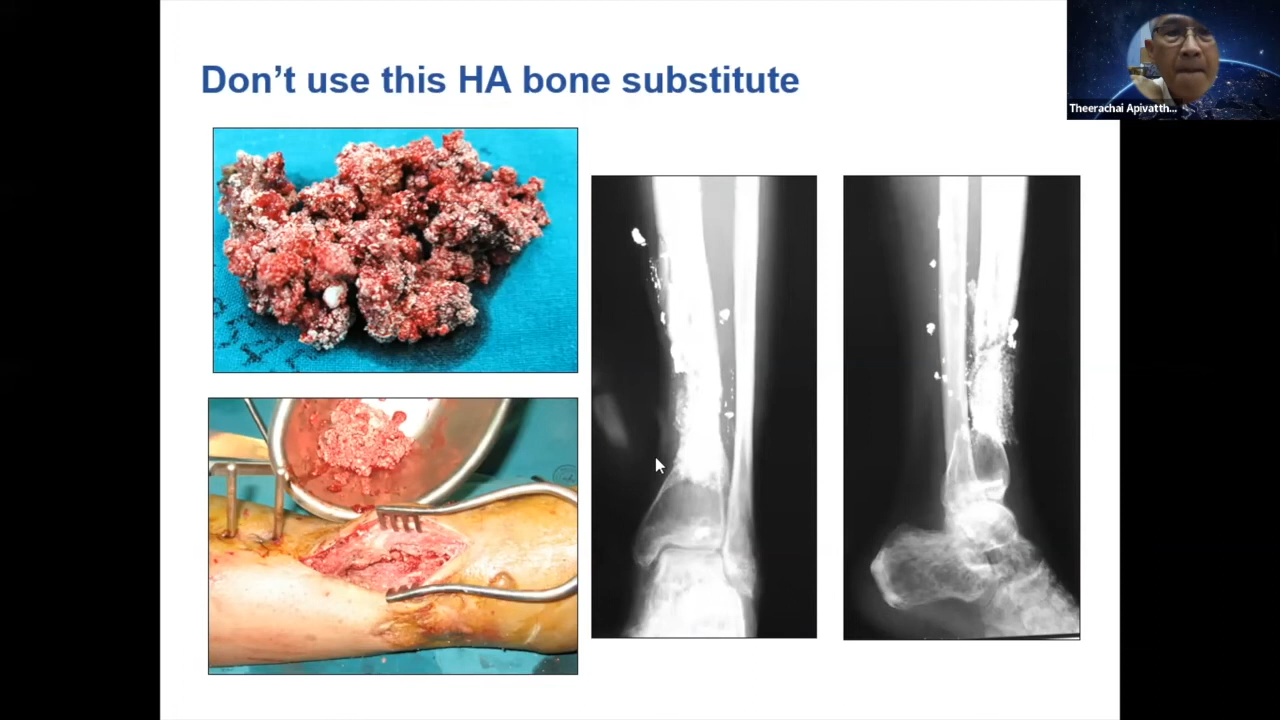 Don’t use this HA bone substitute
Theerachai Apivatth...